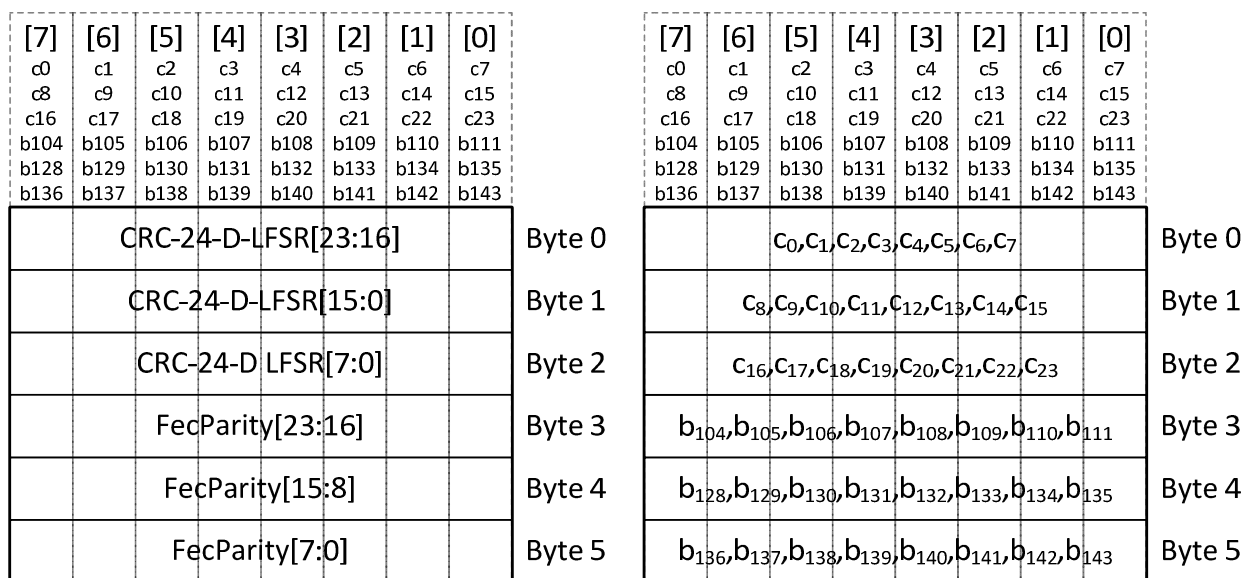 [7] [6] [5] [4] [3] [2] [1] [0]
c0 c1 c2 c3 c4 c5 c6 c7
c8 c9 c10 c11 c12 c13 c14 c15
c16 c17 c18 c19 c20 c21 c22 c23
b104 b105 b106 b107 b108 b109 b110 b111
b128 b129 b130 b131 b132 b133 b134 b135
b136 b137 b138 b139 b140 b141 b142 b143
CRC-24-D-LFSR[23:16] Byte 0
CRC-24-D-LFSR[15:0] Byte 1
CRC-24-D LFSR[7:0] Byte 2
FecParity[23:16] Byte 3
FecParity[15:8] Byte 4
FecParity[7:0] Byte 5
[7] [6] [5] [4] [3] [2] [1] [0]
c0 c1 c2 c3 c4 c5 c6 c7
c8 c9 c10 c11 c12 c13 c14 c15
c16 c17 c18 c19 c20 c21 c22 c23
b104 b105 b106 b107 b108 b109 b110 b111
b128 b129 b130 b131 b132 b133 b134 b135
b136 b137 b138 b139 b140 b141 b142 b143
c₀,c₁,c₂,c₃,c₄,c₅,c₆,c₇ Byte 0
c₈,c₉,c₁₀,c₁₁,c₁₂,c₁₃,c₁₄,c₁₅ Byte 1
c₁₆,c₁₇,c₁₈,c₁₉,c₂₀,c₂₁,c₂₂,c₂₃ Byte 2
b₁₀₄,b₁₀₅,b₁₀₆,b₁₀₇,b₁₀₈,b₁₀₉,b₁₁₀,b₁₁₁ Byte 3
b₁₂₈,b₁₂₉,b₁₃₀,b₁₃₁,b₁₃₂,b₁₃₃,b₁₃₄,b₁₃₅ Byte 4
b₁₃₆,b₁₃₇,b₁₃₈,b₁₃₉,b₁₄₀,b₁₄₁,b₁₄₂,b₁₄₃ Byte 5